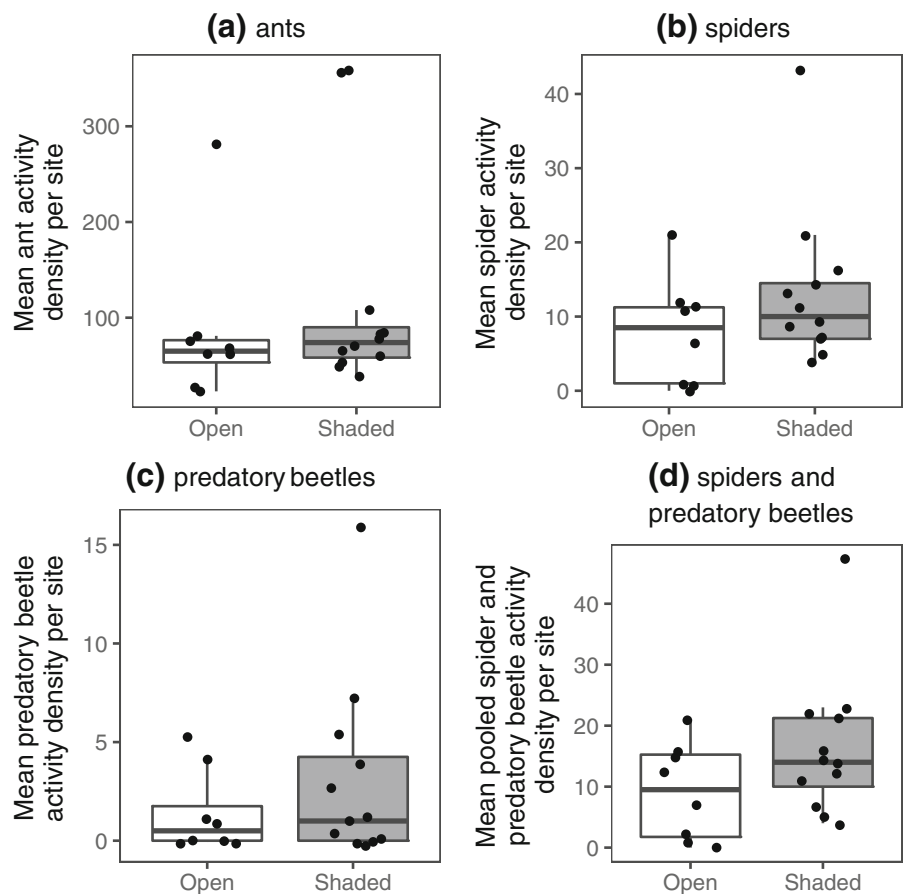 (a) ants
Mean ant activity
density per site
300
200
100
Open
Shaded
(b) spiders
Mean spider activity
density per site
40
30
20
10
0
Open
Shaded
(c) predatory beetles
Mean predatory beetle
activity density per site
15
10
5
0
Open
Shaded
(d) spiders and
predatory beetles
Mean pooled spider and
predatory beetle activity
density per site
40
30
20
10
0
Open
Shaded